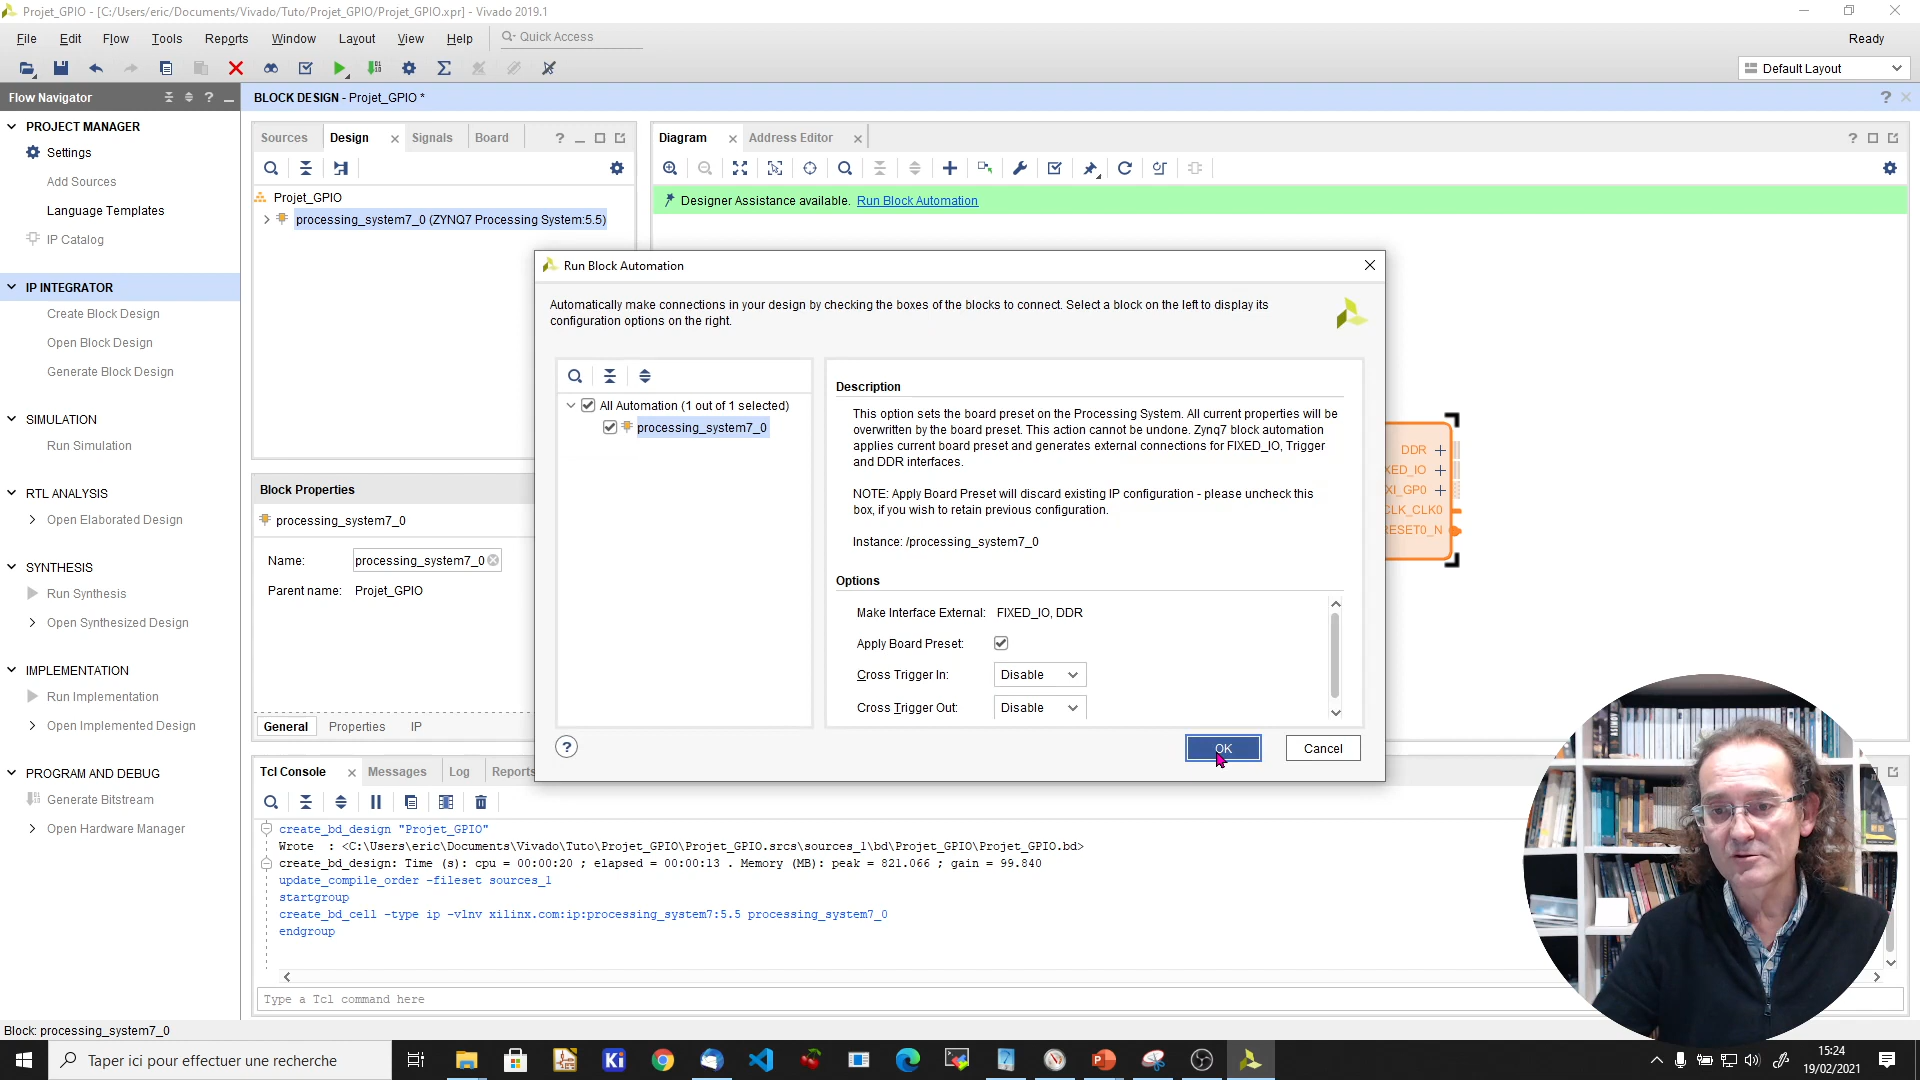 Projet_GPIO - [C:/Users/eric/Documents/Vivado/Tuto/Projet_GPIO/Projet_GPIO.xpr] - Vivado 2019.1
File Edit Flow Tools Reports Window Layout View Help Quick Access
Ready
Default Layout
Flow Navigator
PROJECT MANAGER
Settings
Add Sources
Language Templates
IP Catalog
IP INTEGRATOR
Create Block Design
Open Block Design
Generate Block Design
SIMULATION
Run Simulation
RTL ANALYSIS
Open Elaborated Design
SYNTHESIS
Run Synthesis
Open Synthesized Design
IMPLEMENTATION
Run Implementation
Open Implemented Design
PROGRAM AND DEBUG
Generate Bitstream
Open Hardware Manager
BLOCK DESIGN - Projet_GPIO *
Sources Design Signals Board
Projet_GPIO
processing_system7_0 (ZYNQ7 Processing System:5.5)
Block Properties
processing_system7_0
Name: processing_system7_0
Parent name: Projet_GPIO
General Properties IP
Diagram Address Editor
Designer Assistance available. Run Block Automation
DDR
XED_IO
XI_GP0
CLK_CLK0
RESET0_N
Run Block Automation
Automatically make connections in your design by checking the boxes of the blocks to connect. Select a block on the left to display its
configuration options on the right.
All Automation (1 out of 1 selected)
processing_system7_0
Description
This option sets the board preset on the Processing System. All current properties will be
overwritten by the board preset. This action cannot be undone. Zynq7 block automation
applies current board preset and generates external connections for FIXED_IO, Trigger
and DDR interfaces.
NOTE: Apply Board Preset will discard existing IP configuration - please uncheck this
box, if you wish to retain previous configuration.
Instance: /processing_system7_0
Options
Make Interface External: FIXED_IO, DDR
Apply Board Preset:
Cross Trigger In: Disable
Cross Trigger Out: Disable
OK
Cancel
Tcl Console Messages Log Reports
create_bd_design "Projet_GPIO"
Wrote : <C:\Users\eric\Documents\Vivado\Tuto\Projet_GPIO\Projet_GPIO.srcs\sources_1\bd\Projet_GPIO\Projet_GPIO.bd>
create_bd_design: Time (s): cpu = 00:00:20 ; elapsed = 00:00:13 . Memory (MB): peak = 821.066 ; gain = 99.840
update_compile_order -fileset sources_1
startgroup
create_bd_cell -type ip -vlnv xilinx.com:ip:processing_system7:5.5 processing_system7_0
endgroup
Type a Tcl command here
Block: processing_system7_0
Taper ici pour effectuer une recherche
Ki
15:24
19/02/2021